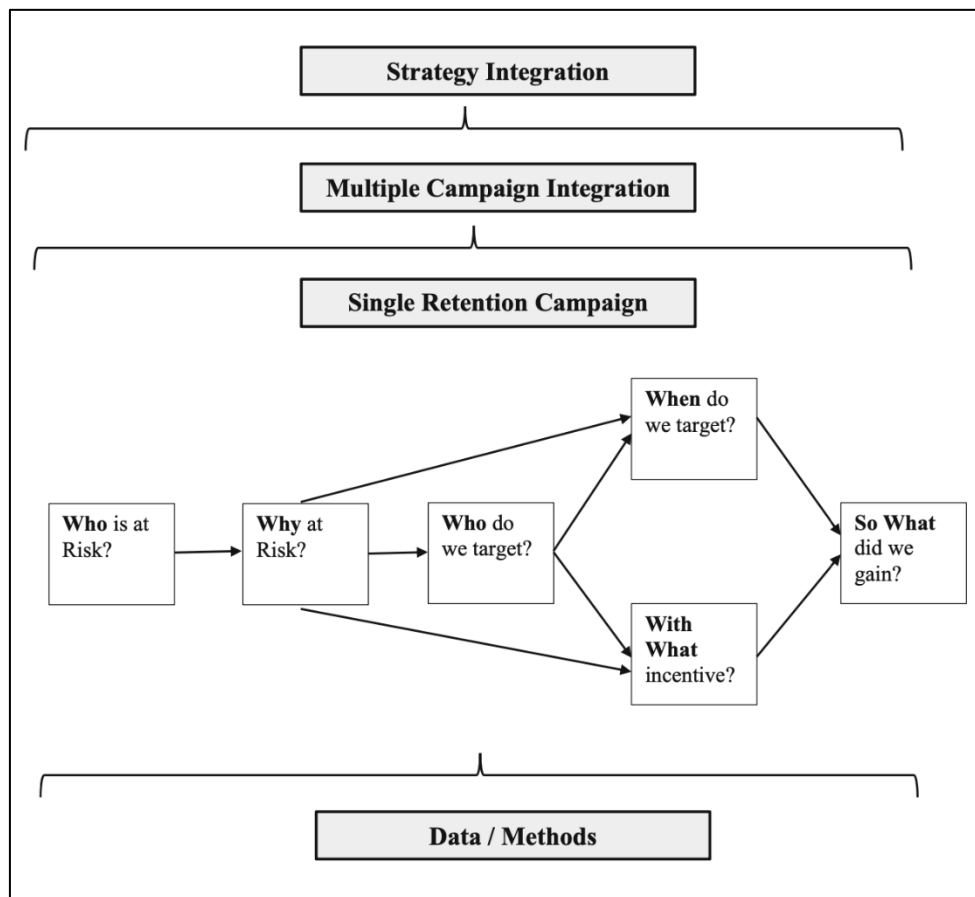 Strategy Integration
Multiple Campaign Integration
Single Retention Campaign
When do
we target?
Who is at
Risk?
Why at
Risk?
Who do
we target?
So What
did we
gain?
With
What
incentive?
Data / Methods